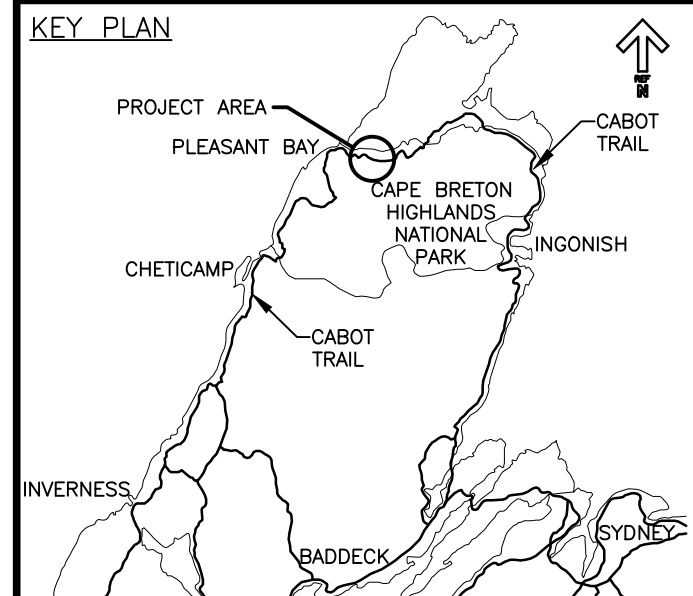 KEY PLAN
REF
N
PROJECT AREA
PLEASANT BAY
CABOT
TRAIL
CAPE BRETON
HIGHLANDS
NATIONAL
PARK
INGONISH
CHETICAMP
CABOT
TRAIL
INVERNESS
BADDECK
SYDNEY